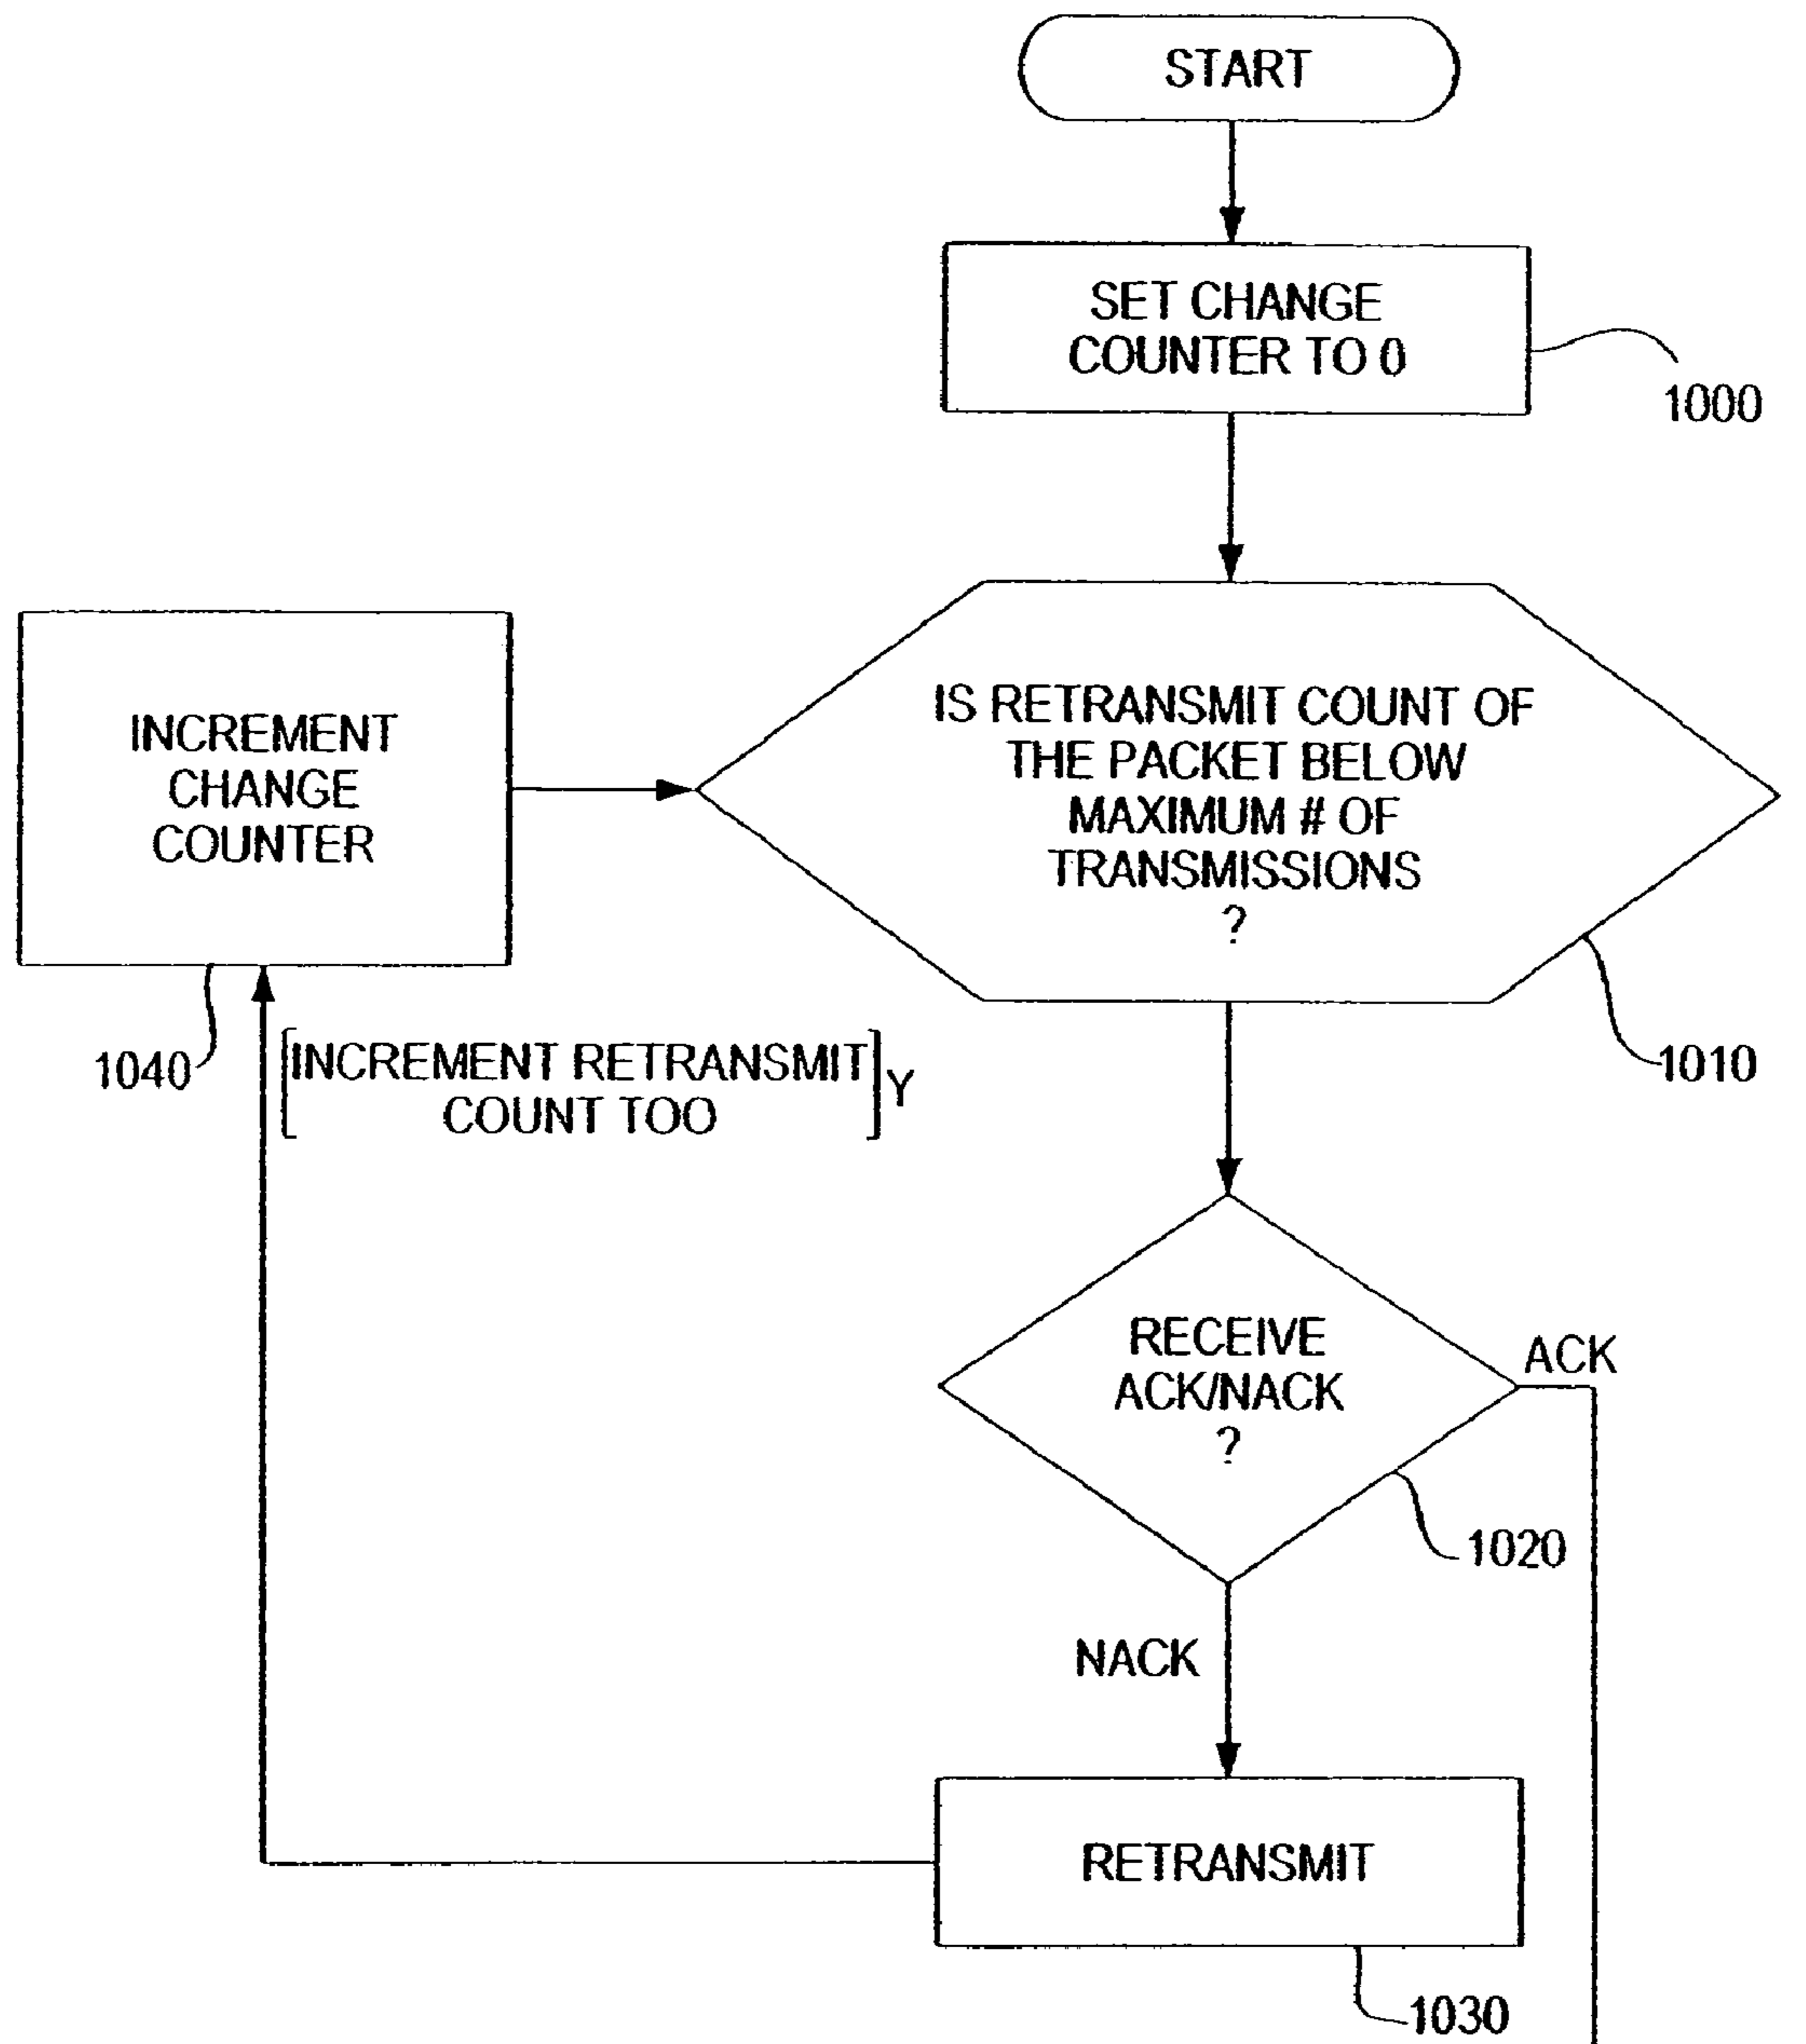 START
SET CHANGE
COUNTER TO 0
1000
INCREMENT
CHANGE
COUNTER
1040
IS RETRANSMIT COUNT OF
THE PACKET BELOW
MAXIMUM # OF
TRANSMISSIONS
?
1010
[INCREMENT RETRANSMIT
COUNT TOO] Y
RECEIVE
ACK/NACK
?
ACK
1020
NACK
RETRANSMIT
1030